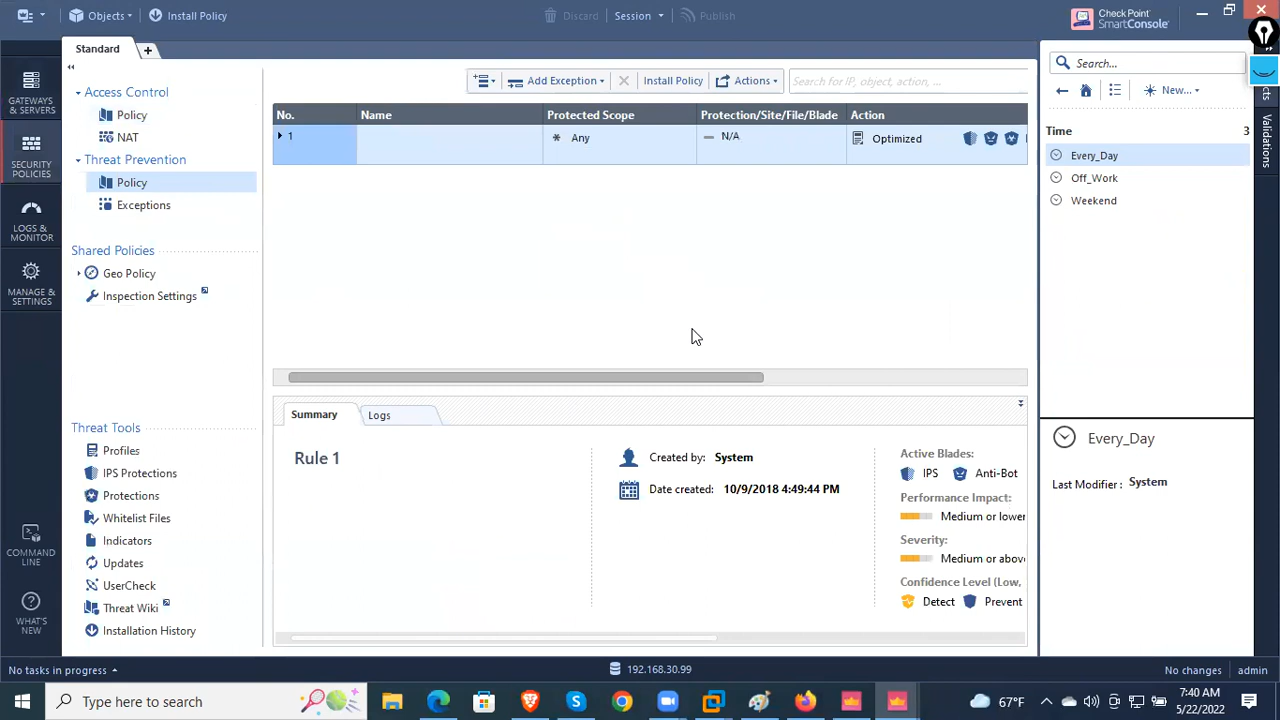 Objects
Install Policy
Discard
Session
Publish
Check Point
SmartConsole
Standard
GATEWAYS & SERVERS
SECURITY POLICIES
LOGS & MONITOR
MANAGE & SETTINGS
COMMAND LINE
WHAT'S NEW
Access Control
Policy
NAT
Threat Prevention
Policy
Exceptions
Shared Policies
Geo Policy
Inspection Settings
Threat Tools
Profiles
IPS Protections
Protections
Whitelist Files
Indicators
Updates
UserCheck
Threat Wiki
Installation History
Add Exception
Install Policy
Actions
Search for IP, object, action, ...
No. Name Protected Scope Protection/Site/File/Blade Action
1 Any N/A Optimized
Summary Logs
Rule 1
Created by: System
Date created: 10/9/2018 4:49:44 PM
Active Blades:
IPS Anti-Bot
Performance Impact:
Medium or lower
Severity:
Medium or above
Confidence Level (Low,
Detect Prevent
Search...
New...
Time 3
Every_Day
Off_Work
Weekend
Every_Day
Last Modifier : System
Validations
No tasks in progress
192.168.30.99
No changes
admin
Type here to search
67°F
7:40 AM
5/22/2022